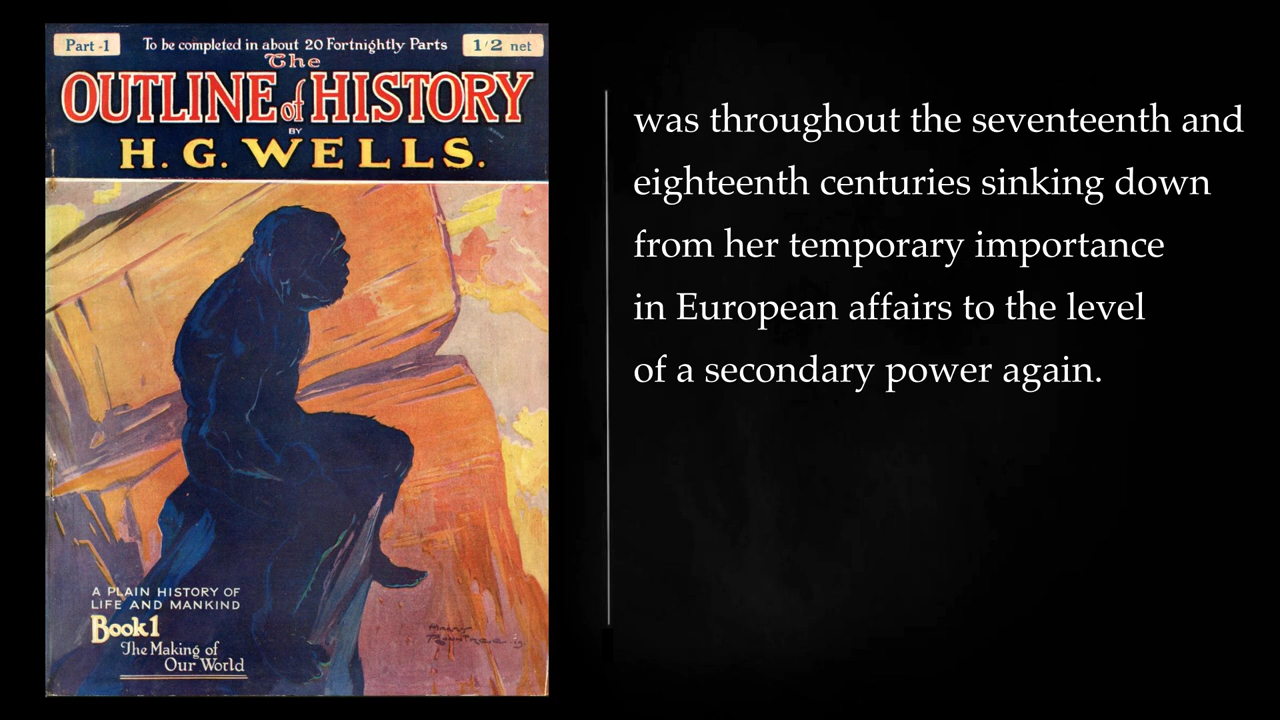 Part -1
To be completed in about 20 Fortnightly Parts
1/2 net
The
OUTLINE of HISTORY
BY
H. G. WELLS.
A PLAIN HISTORY OF
LIFE AND MANKIND
Book 1
The Making of
Our World
was throughout the seventeenth and
eighteenth centuries sinking down
from her temporary importance
in European affairs to the level
of a secondary power again.